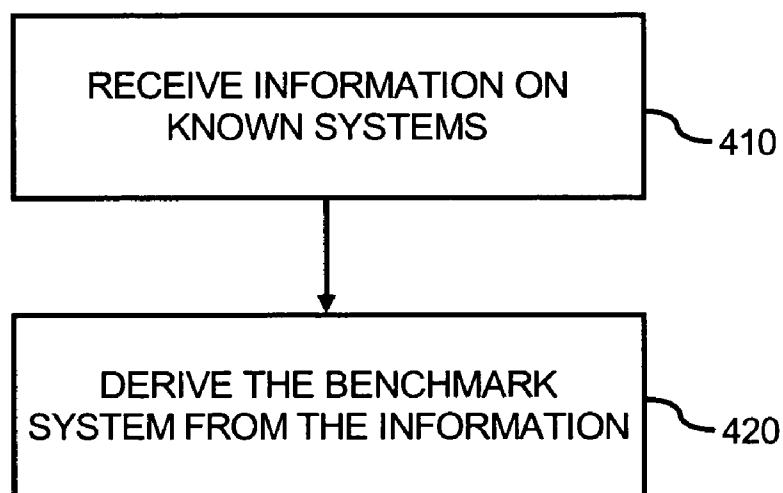 RECEIVE INFORMATION ON
KNOWN SYSTEMS
410
DERIVE THE BENCHMARK
SYSTEM FROM THE INFORMATION
420